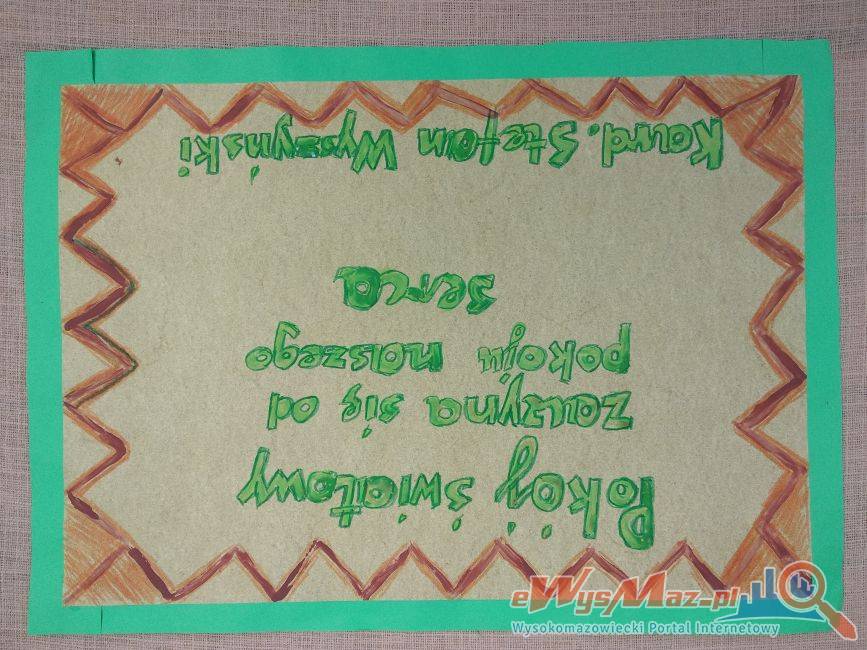 Pokój światowy
zaczyna się od
pokoju naszego
serca
Kard. Stefan Wyszyński
eWysMaz.pl
Wysokomazowiecki Portal Internetowy